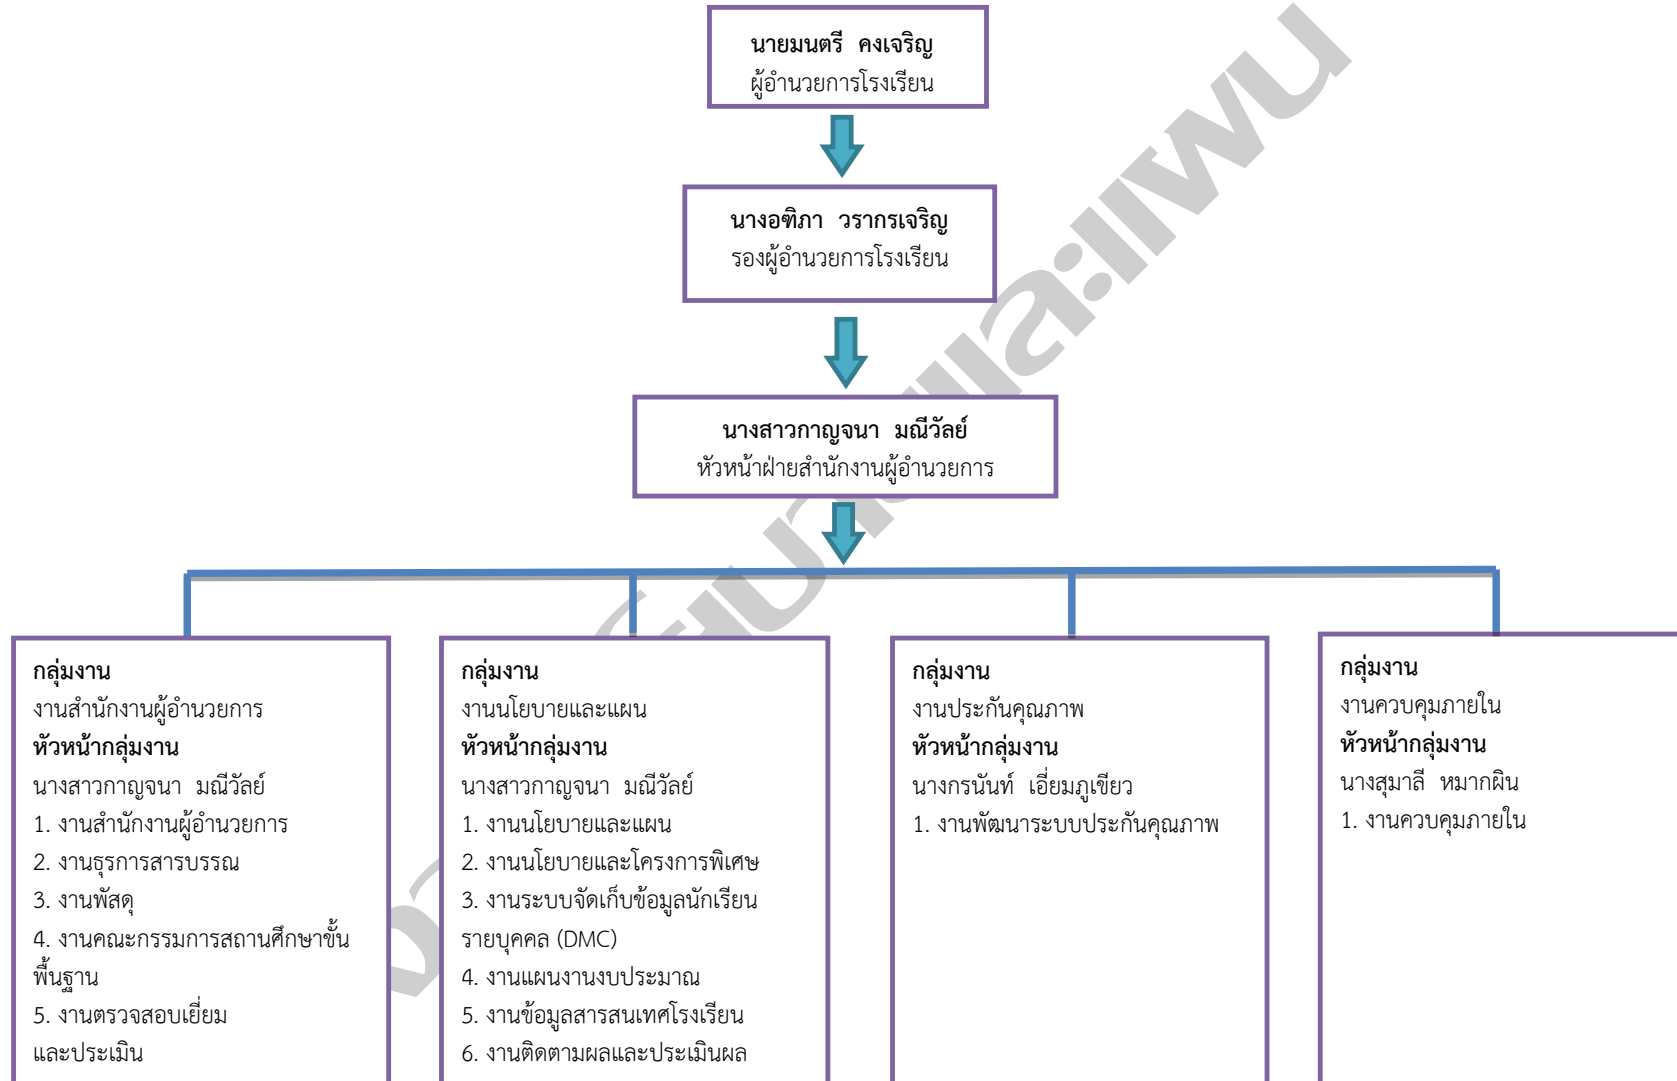 นายมนตรี คงเจริญ
ผู้อำนวยการโรงเรียน
นางอฑิภา วรากรเจริญ
รองผู้อำนวยการโรงเรียน
นางสาวกาญจนา มณีวัลย์
หัวหน้าฝ่ายสำนักงานผู้อำนวยการ
กลุ่มงาน
งานสำนักงานผู้อำนวยการ
หัวหน้ากลุ่มงาน
นางสาวกาญจนา มณีวัลย์
1. งานสำนักงานผู้อำนวยการ
2. งานธุรการสารบรรณ
3. งานพัสดุ
4. งานคณะกรรมการสถานศึกษาขั้น
พื้นฐาน
5. งานตรวจสอบเยี่ยม
และประเมิน
กลุ่มงาน
งานนโยบายและแผน
หัวหน้ากลุ่มงาน
นางสาวกาญจนา มณีวัลย์
1. งานนโยบายและแผน
2. งานนโยบายและโครงการพิเศษ
3. งานระบบจัดเก็บข้อมูลนักเรียน
รายบุคคล (DMC)
4. งานแผนงานงบประมาณ
5. งานข้อมูลสารสนเทศโรงเรียน
6. งานติดตามผลและประเมินผล
กลุ่มงาน
งานประกันคุณภาพ
หัวหน้ากลุ่มงาน
นางกรนันท์ เอี่ยมภูเขียว
1. งานพัฒนาระบบประกันคุณภาพ
กลุ่มงาน
งานควบคุมภายใน
หัวหน้ากลุ่มงาน
นางสุมาลี หมากผิน
1. งานควบคุมภายใน